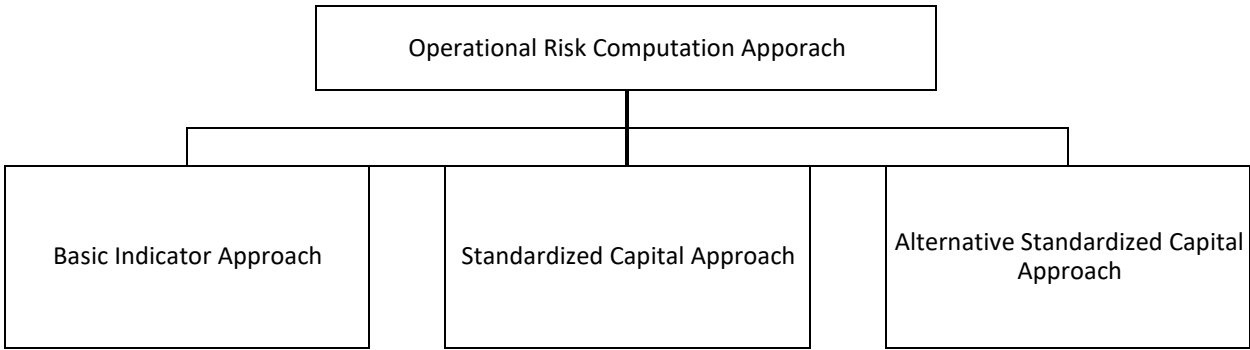 Operational Risk Computation Apporach
Basic Indicator Approach
Standardized Capital Approach
Alternative Standardized Capital
Approach